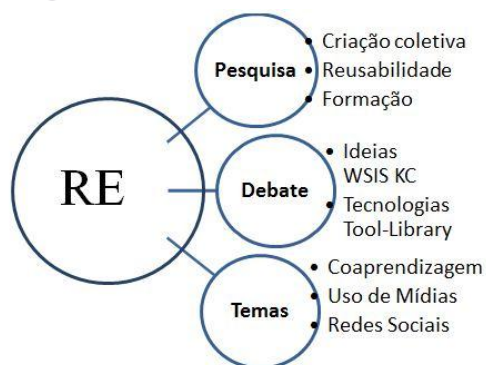 RE
Pesquisa
• Criação coletiva
• Reusabilidade
• Formação
Debate
• Ideias
WSIS KC
• Tecnologias
Tool-Library
Temas
• Coaprendizagem
• Uso de Mídias
• Redes Sociais